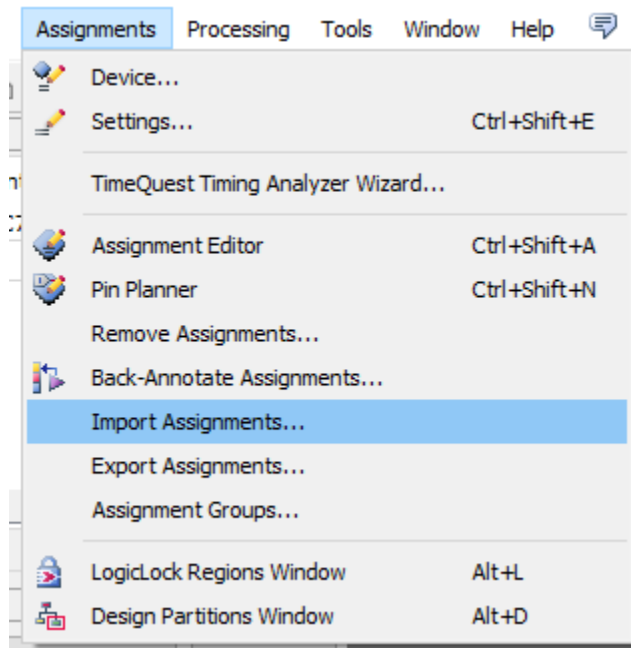 Assignments Processing Tools Window Help
Device...
Settings... Ctrl+Shift+E
TimeQuest Timing Analyzer Wizard...
Assignment Editor Ctrl+Shift+A
Pin Planner Ctrl+Shift+N
Remove Assignments...
Back-Annotate Assignments...
Import Assignments...
Export Assignments...
Assignment Groups...
LogicLock Regions Window Alt+L
Design Partitions Window Alt+D